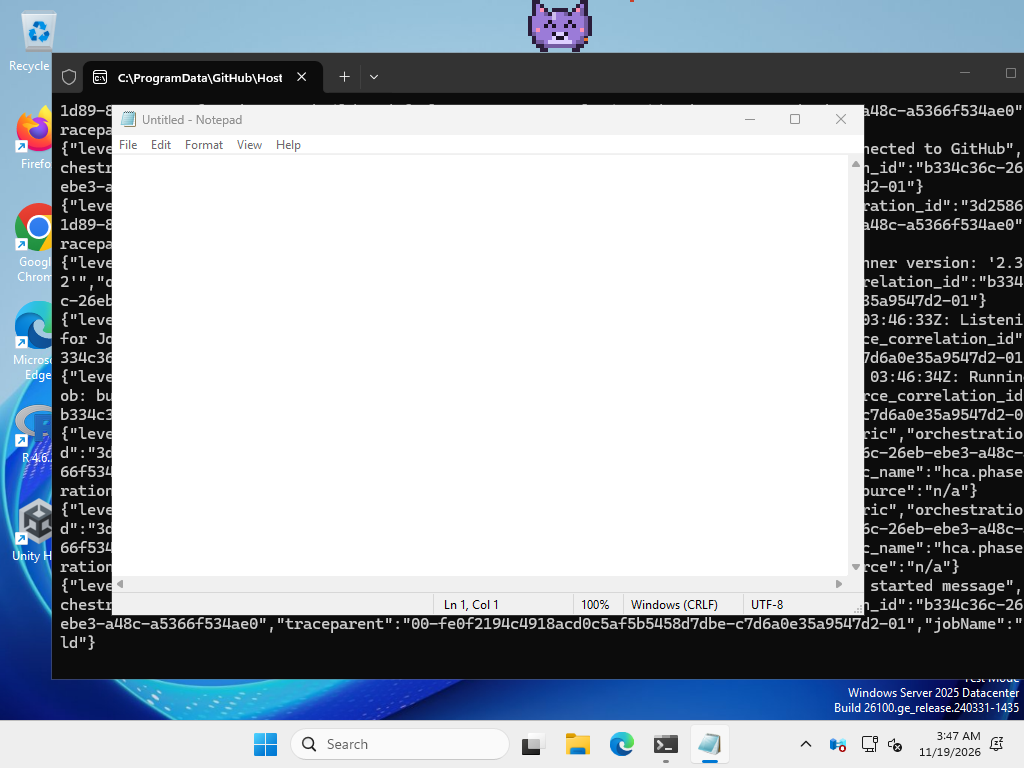 Recycle
Firefo
Googl
Chrom
Micros
Edge
R 4.6.
Unity H
C:\ProgramData\GitHub\Host
1d89-8
a48c-a5366f534ae0"
racepa
{"leve
nected to GitHub",
chestr
n_id":"b334c36c-26
ebe3-a
d2-01"}
{"leve
ration_id":"3d2586
1d89-8
a48c-a5366f534ae0"
racepa
{"leve
nner version: '2.3
2'","o
relation_id":"b334
c-26eb
35a9547d2-01"}
{"leve
03:46:33Z: Listeni
for Jo
ce_correlation_id"
334c36
7d6a0e35a9547d2-01
{"leve
03:46:34Z: Runnin
ob: bu
rce_correlation_id
b334c3
c7d6a0e35a9547d2-0
{"leve
ric","orchestratio
d":"3d
6c-26eb-ebe3-a48c-
66f534
c_name":"hca.phase
ration
ource":"n/a"}
{"leve
ric","orchestratio
d":"3d
6c-26eb-ebe3-a48c-
66f534
c_name":"hca.phase
ration
rce":"n/a"}
{"leve
started message",
chestr
n_id":"b334c36c-26
ebe3-a48c-a5366f534ae0","traceparent":"00-fe0f2194c4918acd0c5af5b5458d7dbe-c7d6a0e35a9547d2-01","jobName":"
ld"}
Untitled - Notepad
File Edit Format View Help
Ln 1, Col 1 100% Windows (CRLF) UTF-8
Test Mode
Windows Server 2025 Datacenter
Build 26100.ge_release.240331-1435
Search
3:47 AM
11/19/2026